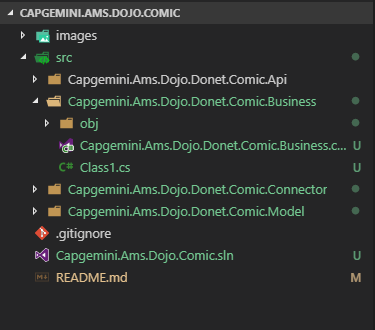 CAPGEMINI.AMS.DOJO.COMIC
images
src
Capgemini.Ams.Dojo.Donet.Comic.Api
Capgemini.Ams.Dojo.Donet.Comic.Business
obj
Capgemini.Ams.Dojo.Donet.Comic.Business.c... U
C# Class1.cs U
Capgemini.Ams.Dojo.Donet.Comic.Connector
Capgemini.Ams.Dojo.Donet.Comic.Model
.gitignore
Capgemini.Ams.Dojo.Comic.sln U
README.md M